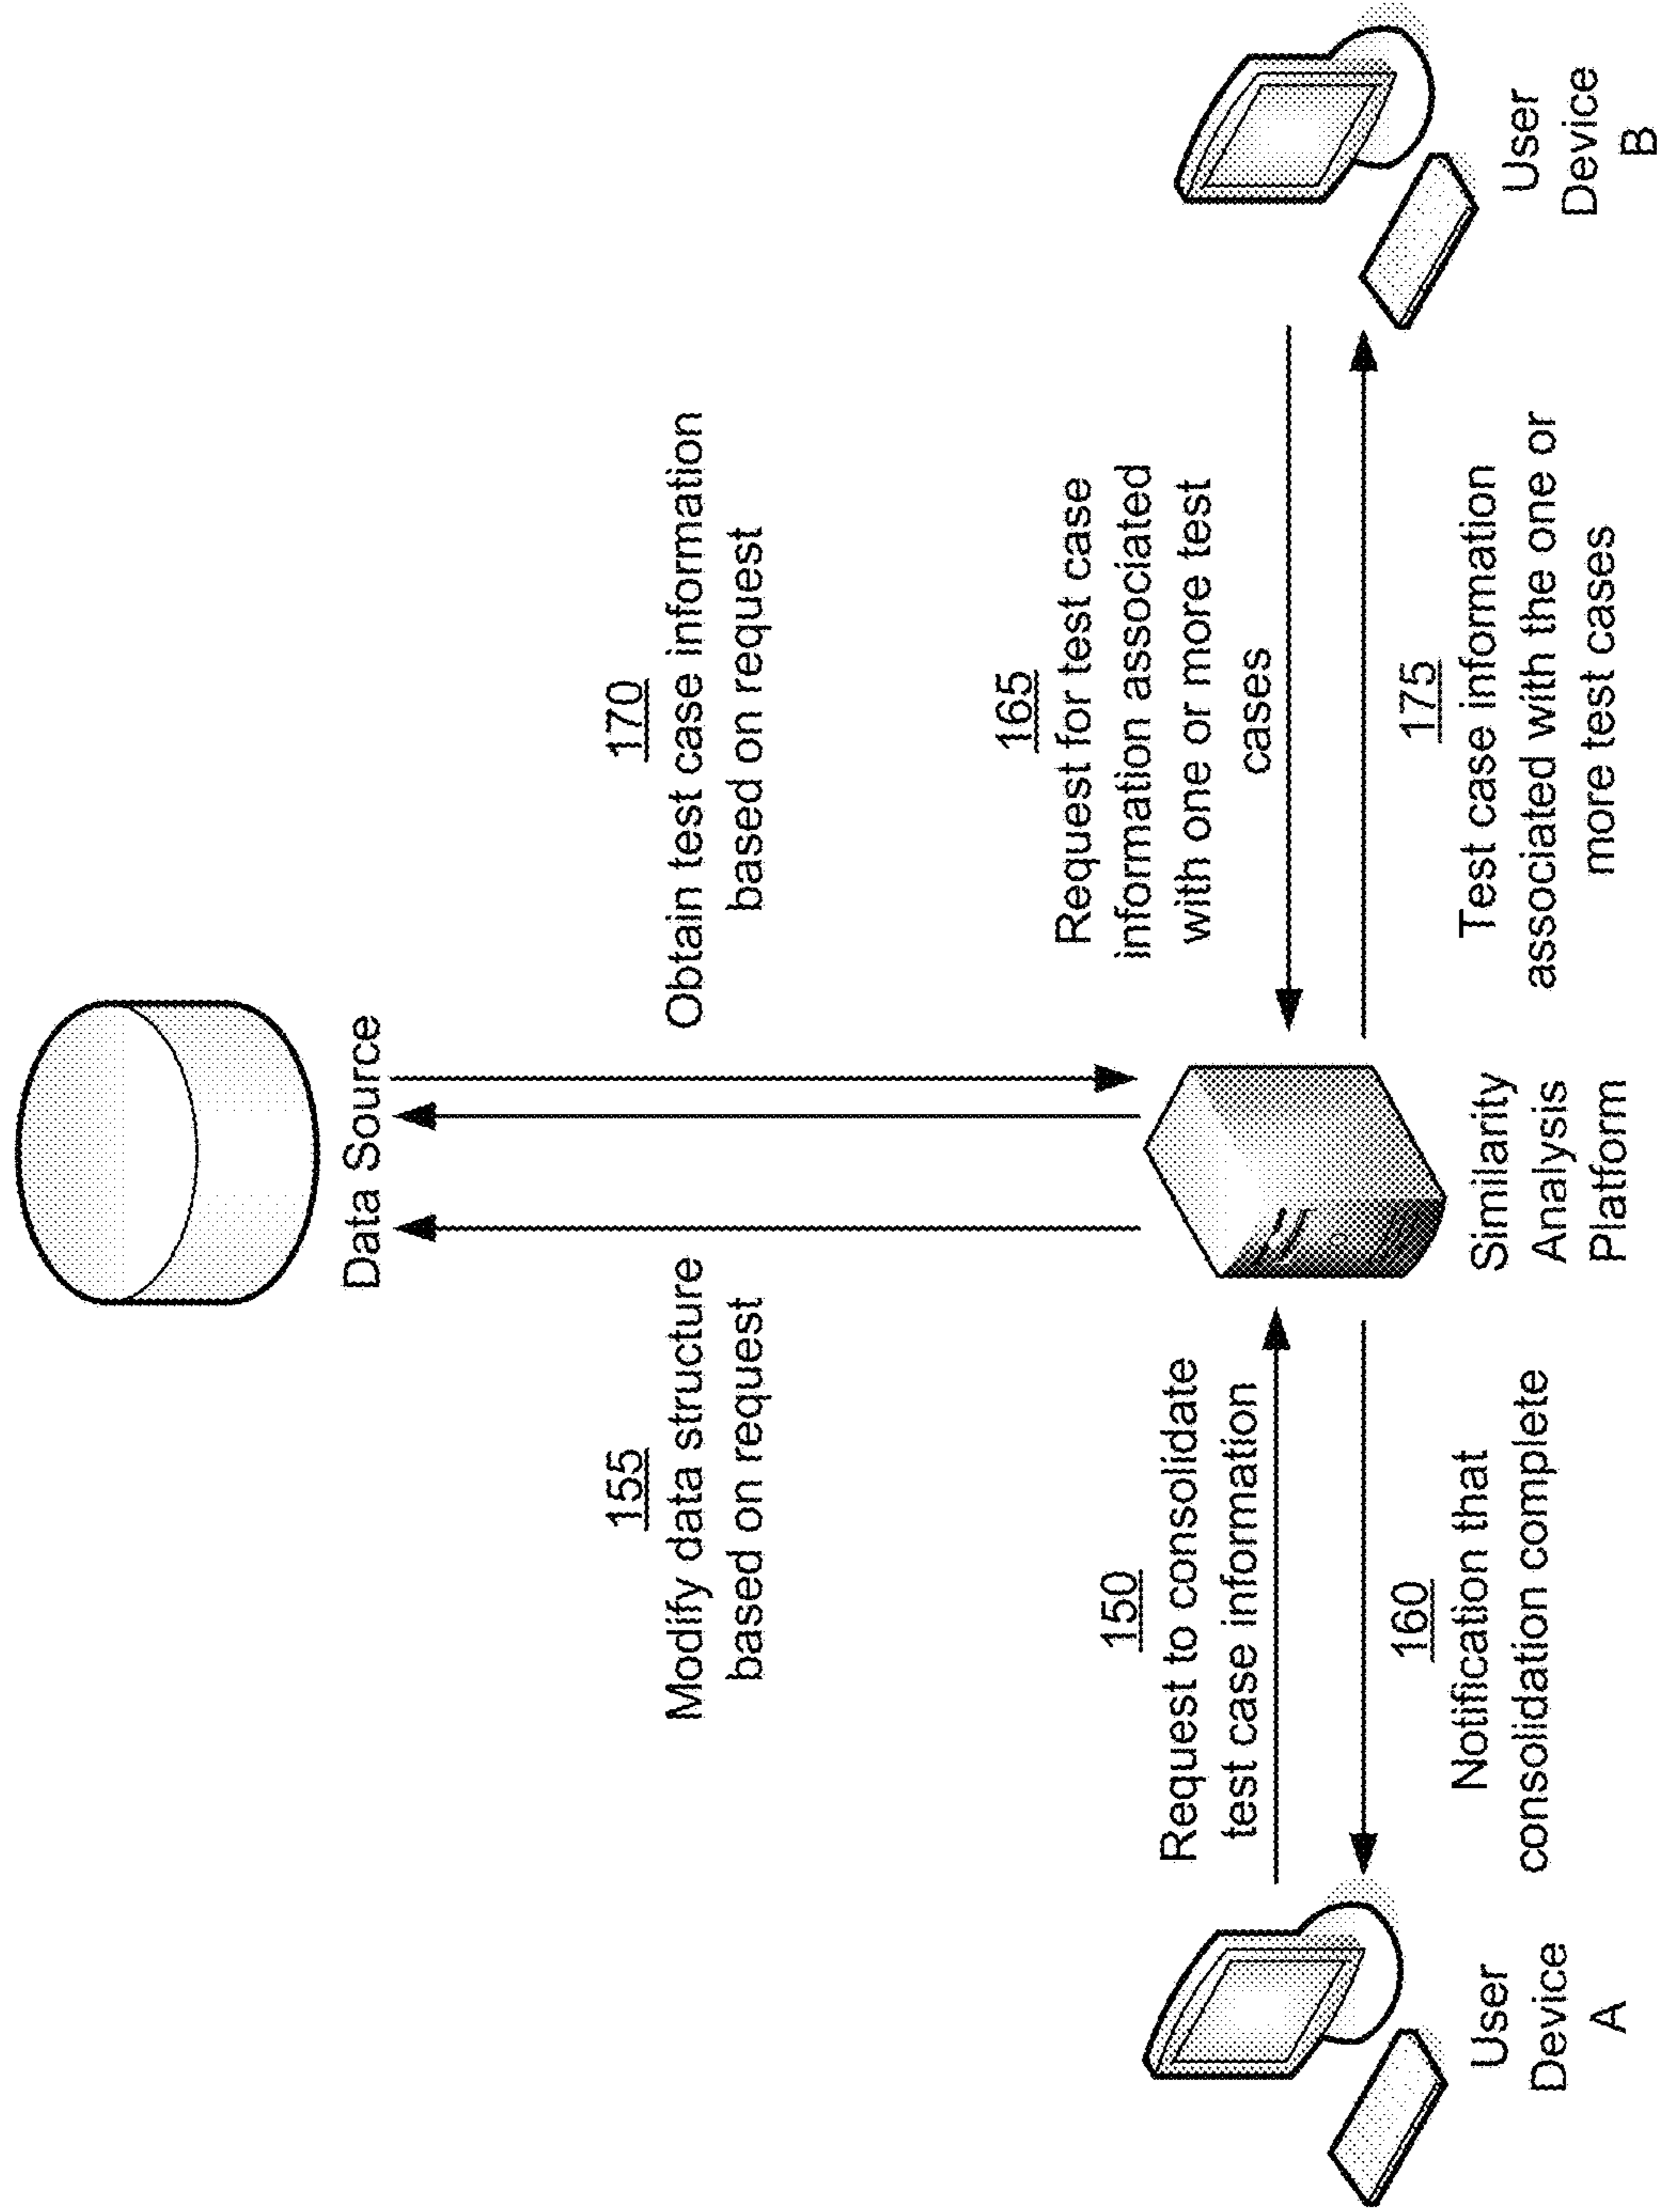 Data Source
155
Modify data structure
based on request
170
Obtain test case information
based on request
150
Request to consolidate
test case information
165
Request for test case
information associated
with one or more test
cases
160
Notification that
consolidation complete
175
Test case information
associated with the one or
more test cases
User
Device
A
Similarity
Analysis
Platform
User
Device
B